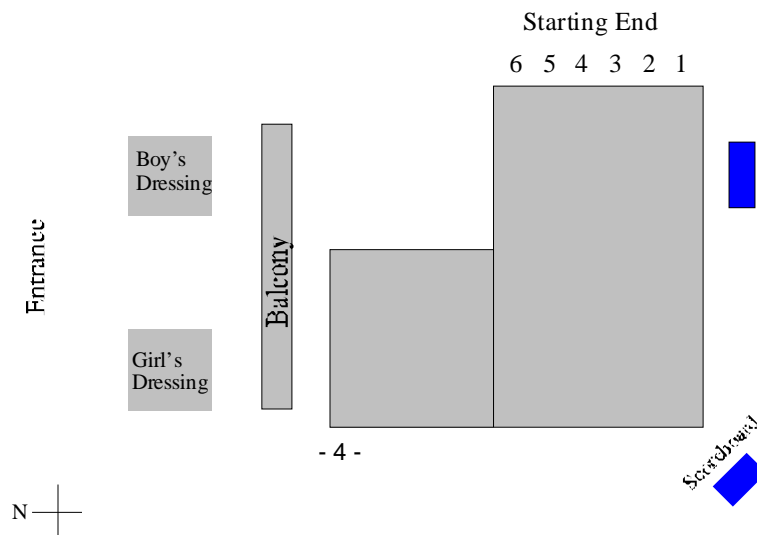 Starting End
6 5 4 3 2 1
Boy's
Dressing
Entrance
Balcony
Girl's
Dressing
- 4 -
Scoreboard
N